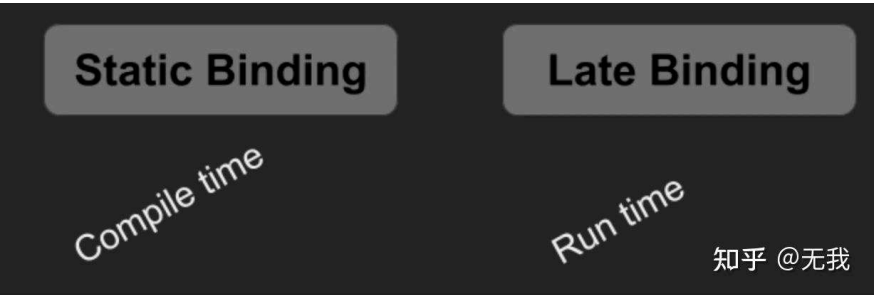 Static Binding
Late Binding
Compile time
Run time
知乎 @无我